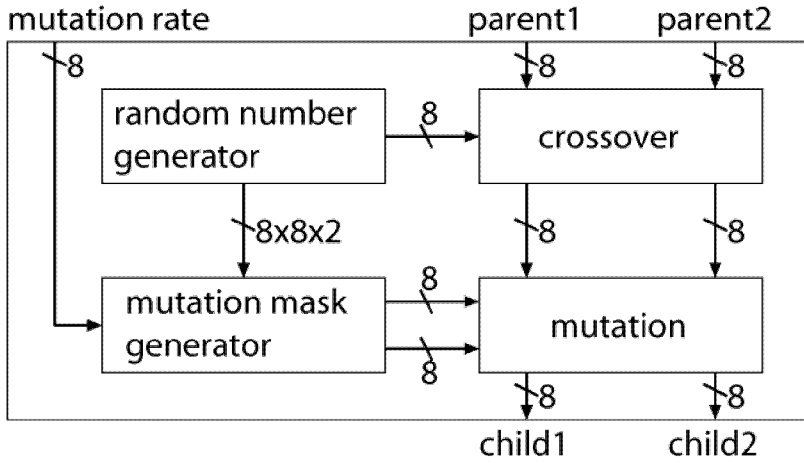 mutation rate
parent1
parent2
8
8
8
random number
generator
8
crossover
8x8x2
8
8
mutation mask
generator
8
8
mutation
8
8
child1
child2